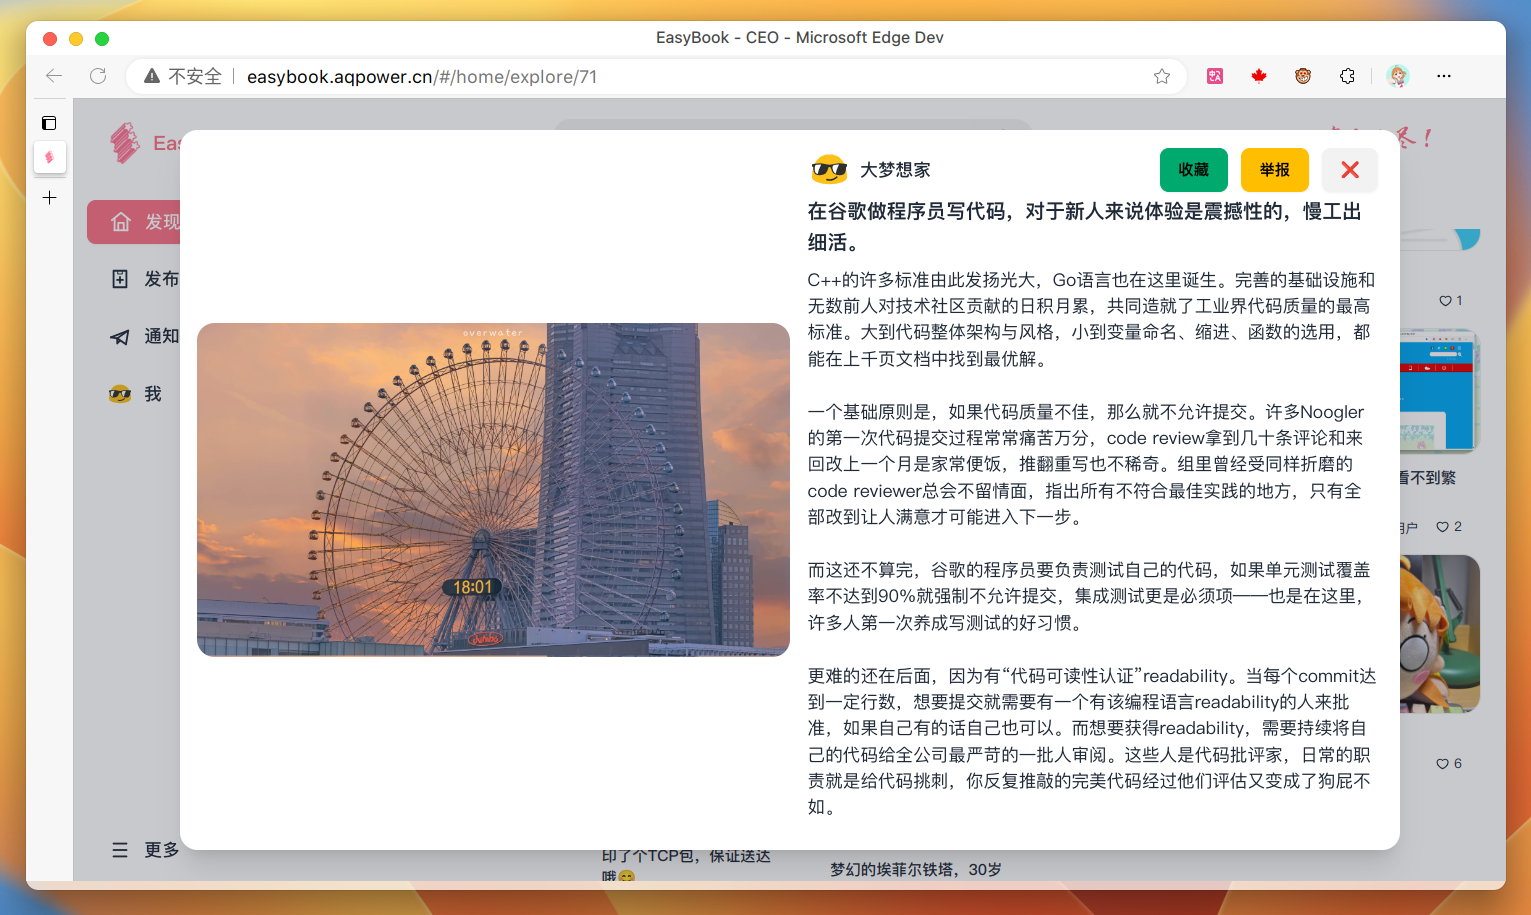 EasyBook - CEO - Microsoft Edge Dev
不安全
easybook.aqpower.cn/#/home/explore/71
Eas
尽!
发现
发布
通知
我
更多
大梦想家
收藏
举报
在谷歌做程序员写代码，对于新人来说体验是震撼性的，慢工出
细活。
C++的许多标准由此发扬光大，Go语言也在这里诞生。完善的基础设施和
无数前人对技术社区贡献的日积月累，共同造就了工业界代码质量的最高
标准。大到代码整体架构与风格，小到变量命名、缩进、函数的选用，都
能在上千页文档中找到最优解。
一个基础原则是，如果代码质量不佳，那么就不允许提交。许多Noogler
的第一次代码提交过程常常痛苦万分，code review拿到几十条评论和来
回改上一个月是家常便饭，推翻重写也不稀奇。组里曾经受同样折磨的
code reviewer总会不留情面，指出所有不符合最佳实践的地方，只有全
部改到让人满意才可能进入下一步。
而这还不算完，谷歌的程序员要负责测试自己的代码，如果单元测试覆盖
率不达到90%就强制不允许提交，集成测试更是必须项——也是在这里，
许多人第一次养成写测试的好习惯。
更难的还在后面，因为有“代码可读性认证”readability。当每个commit达
到一定行数，想要提交就需要有一个有该编程语言readability的人来批
准，如果自己有的话自己也可以。而想要获得readability，需要持续将自
己的代码给全公司最严苛的一批人审阅。这些人是代码批评家，日常的职
责就是给代码挑刺，你反复推敲的完美代码经过他们评估又变成了狗屁不
如。
overwater
18:01
1
看不到繁
用户
2
6
印了个TCP包，保证送达
哦
梦幻的埃菲尔铁塔，30岁